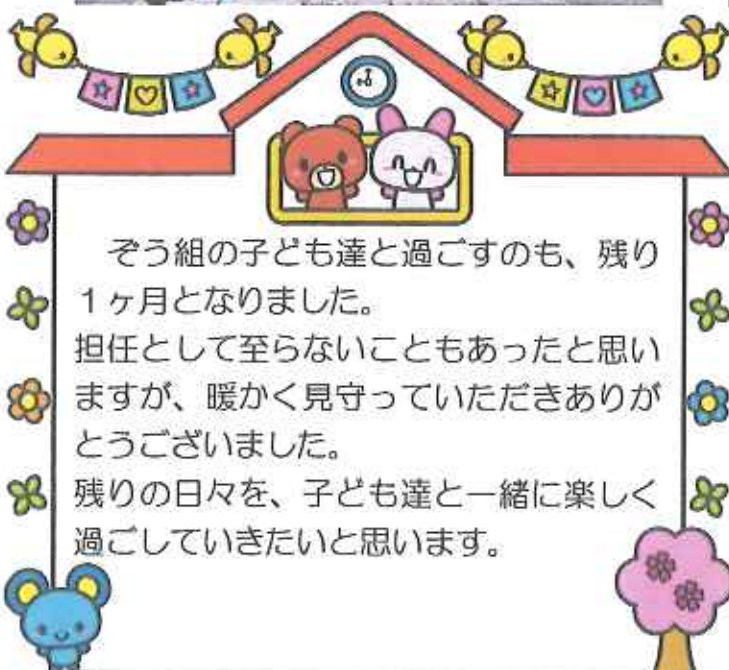 ぞう組の子ども達と過ごすのも、残り
１ヶ月となりました。
担任として至らないこともあったと思い
ますが、暖かく見守っていただきありが
とうございました。
残りの日々を、子ども達と一緒に楽しく
過ごしていきたいと思います。